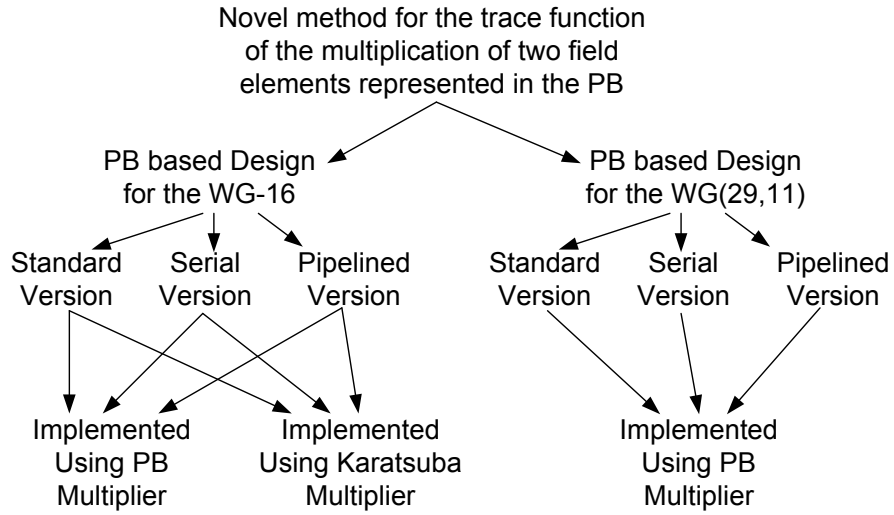 Novel method for the trace function
of the multiplication of two field
elements represented in the PB
PB based Design
for the WG-16
PB based Design
for the WG(29,11)
Standard
Version
Serial
Version
Pipelined
Version
Standard
Version
Serial
Version
Pipelined
Version
Implemented
Using PB
Multiplier
Implemented
Using Karatsuba
Multiplier
Implemented
Using PB
Multiplier